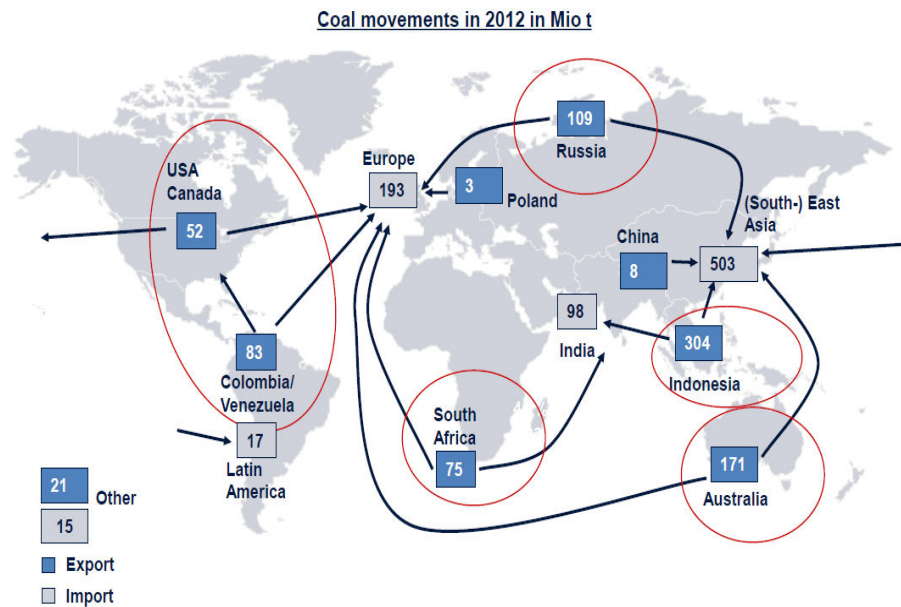 Coal movements in 2012 in Mio t
109
Russia
Europe
193
3
Poland
USA
Canada
52
(South-) East
Asia
China
8
503
98
India
304
Indonesia
83
Colombia/
Venezuela
17
Latin
America
South
Africa
75
171
Australia
21
Other
15
Export
Import